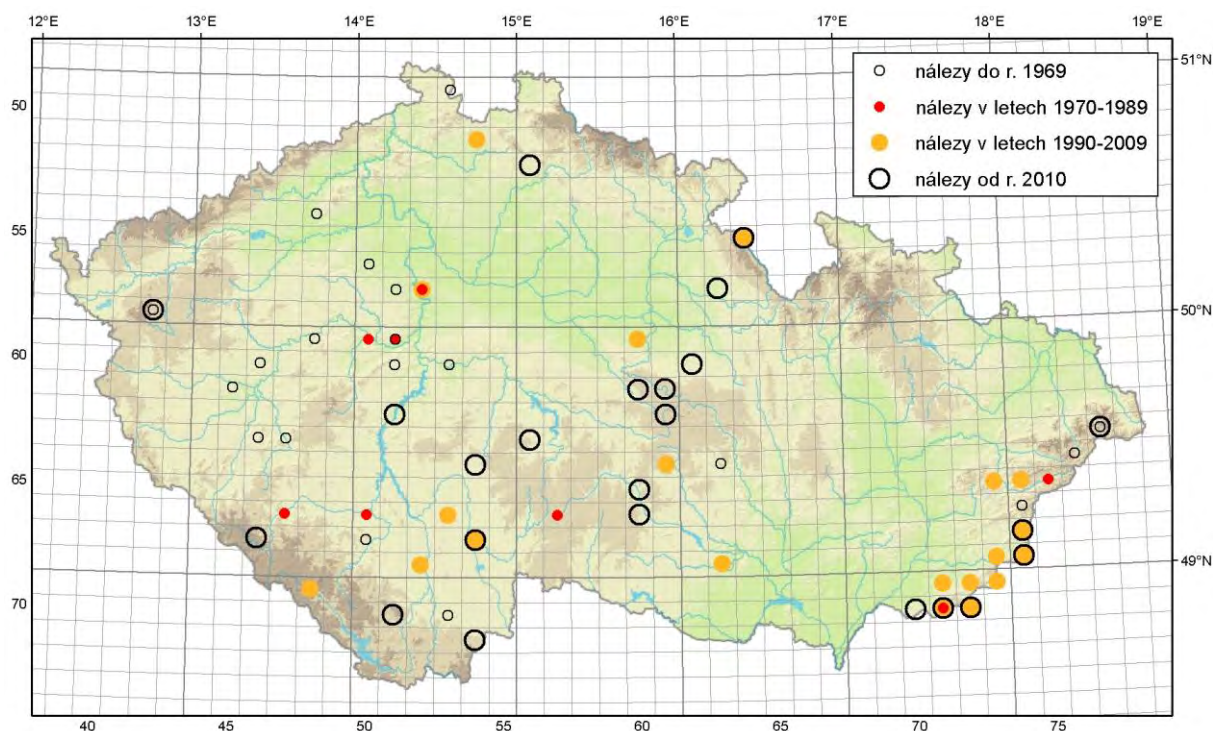 12°E 13°E 14°E 15°E 16°E 17°E 18°E 19°E
nálezy do r. 1969
51°N
nálezy v letech 1970-1989
50
nálezy v letech 1990-2009
nálezy od r. 2010
55
50°N
60
65
49°N
70
40 45 50 55 60 65 70 75